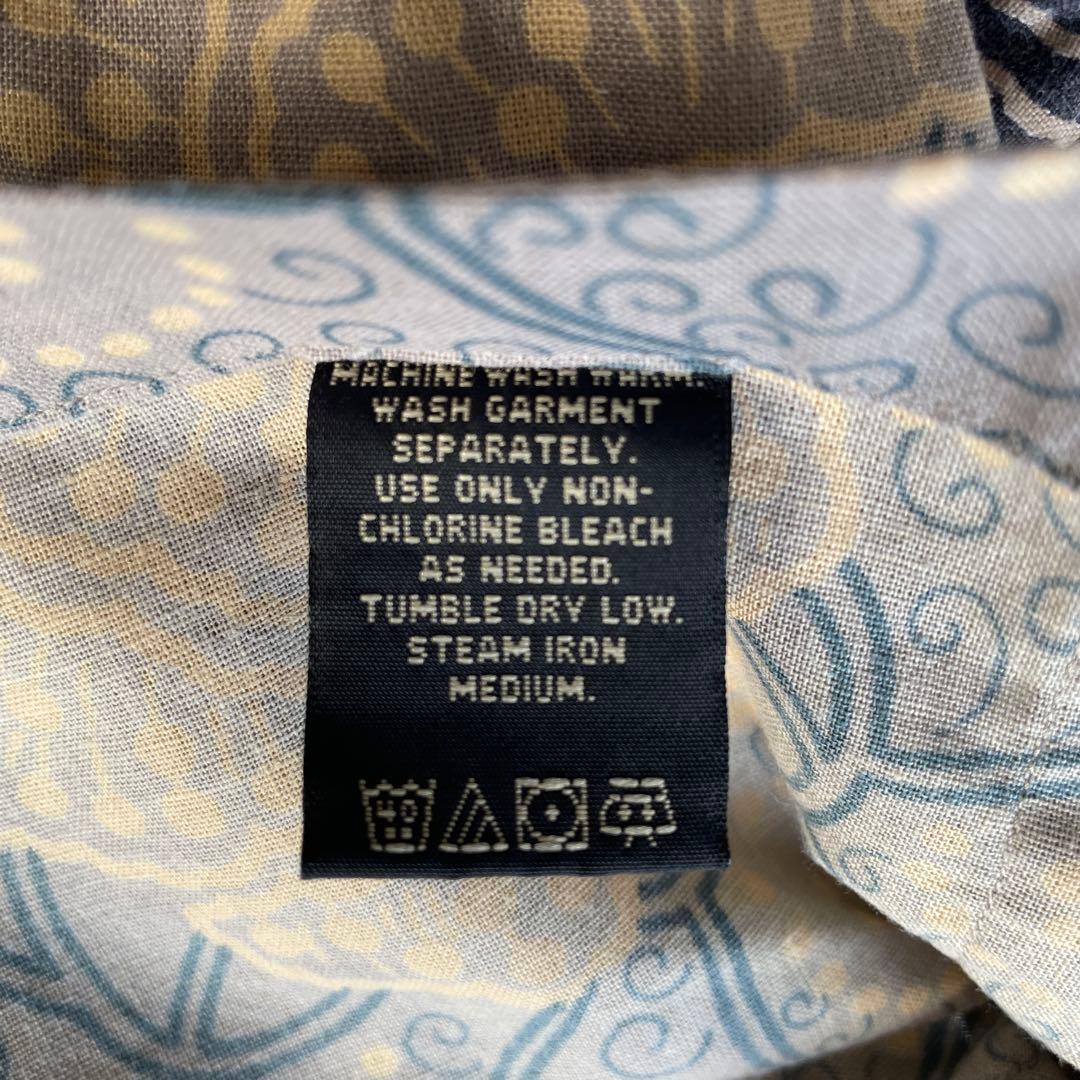 MACHINE WASH WARM.
WASH GARMENT
SEPARATELY.
USE ONLY NON-
CHLORINE BLEACH
AS NEEDED.
TUMBLE DRY LOW.
STEAM IRON
MEDIUM.
40